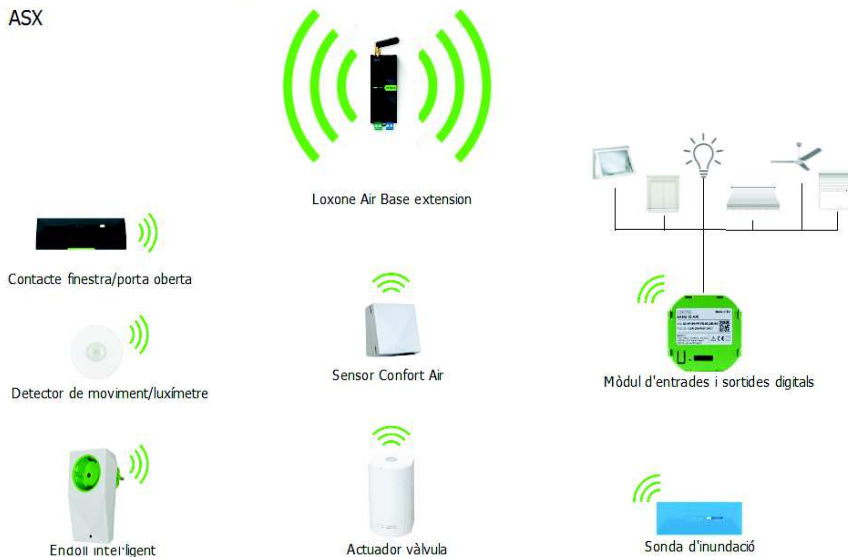 ASX
Loxone Air Base extension
Contacte finestra/porta oberta
Detector de moviment/luxímetre
Sensor Confort Air
Mòdul d'entrades i sortides digitals
Endoll intel·ligent
Actuador vàlvula
Sonda d'inundació